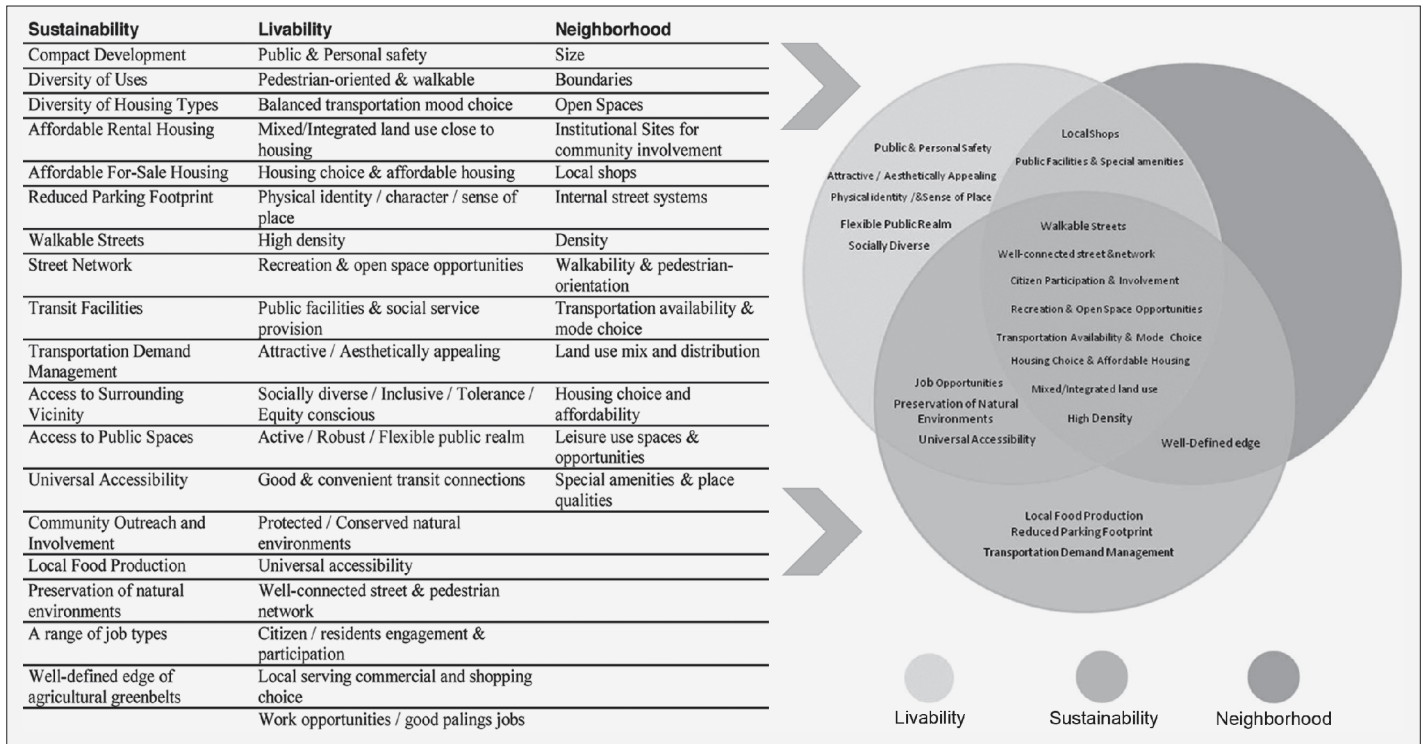 Sustainability Livability Neighborhood
Compact Development Public & Personal safety Size
Diversity of Uses Pedestrian-oriented & walkable Boundaries
Diversity of Housing Types Balanced transportation mood choice Open Spaces
Affordable Rental Housing Mixed/Integrated land use close to Institutional Sites for
housing community involvement
Affordable For-Sale Housing Housing choice & affordable housing Local shops
Reduced Parking Footprint Physical identity / character / sense of Internal street systems
place
Walkable Streets High density Density
Street Network Recreation & open space opportunities Walkability & pedestrian-
orientation
Transit Facilities Public facilities & social service Transportation availability &
provision mode choice
Transportation Demand Attractive / Aesthetically appealing Land use mix and distribution
Management
Access to Surrounding Socially diverse / Inclusive / Tolerance / Housing choice and
Vicinity Equity conscious affordability
Access to Public Spaces Active / Robust / Flexible public realm Leisure use spaces &
opportunities
Universal Accessibility Good & convenient transit connections Special amenities & place
qualities
Community Outreach and Protected / Conserved natural
Involvement environments
Local Food Production Universal accessibility
Preservation of natural Well-connected street & pedestrian
environments network
A range of job types Citizen / residents engagement &
participation
Well-defined edge of Local serving commercial and shopping
agricultural greenbelts choice
Work opportunities / good palings jobs
Public & Personal Safety
Attractive / Aesthetically Appealing
Physical identity /&Sense of Place
Flexible Public Realm
Socially Diverse
Local Shops
Public Facilities & Special amenities
Walkable Streets
Well-connected street &network
Citizen Participation & Involvement
Recreation & Open Space Opportunities
Transportation Availability & Mode Choice
Housing Choice & Affordable Housing
Mixed/Integrated land use
High Density
Job Opportunities
Preservation of Natural
Environments
Universal Accessibility
Well-Defined edge
Local Food Production
Reduced Parking Footprint
Transportation Demand Management
Livability Sustainability Neighborhood